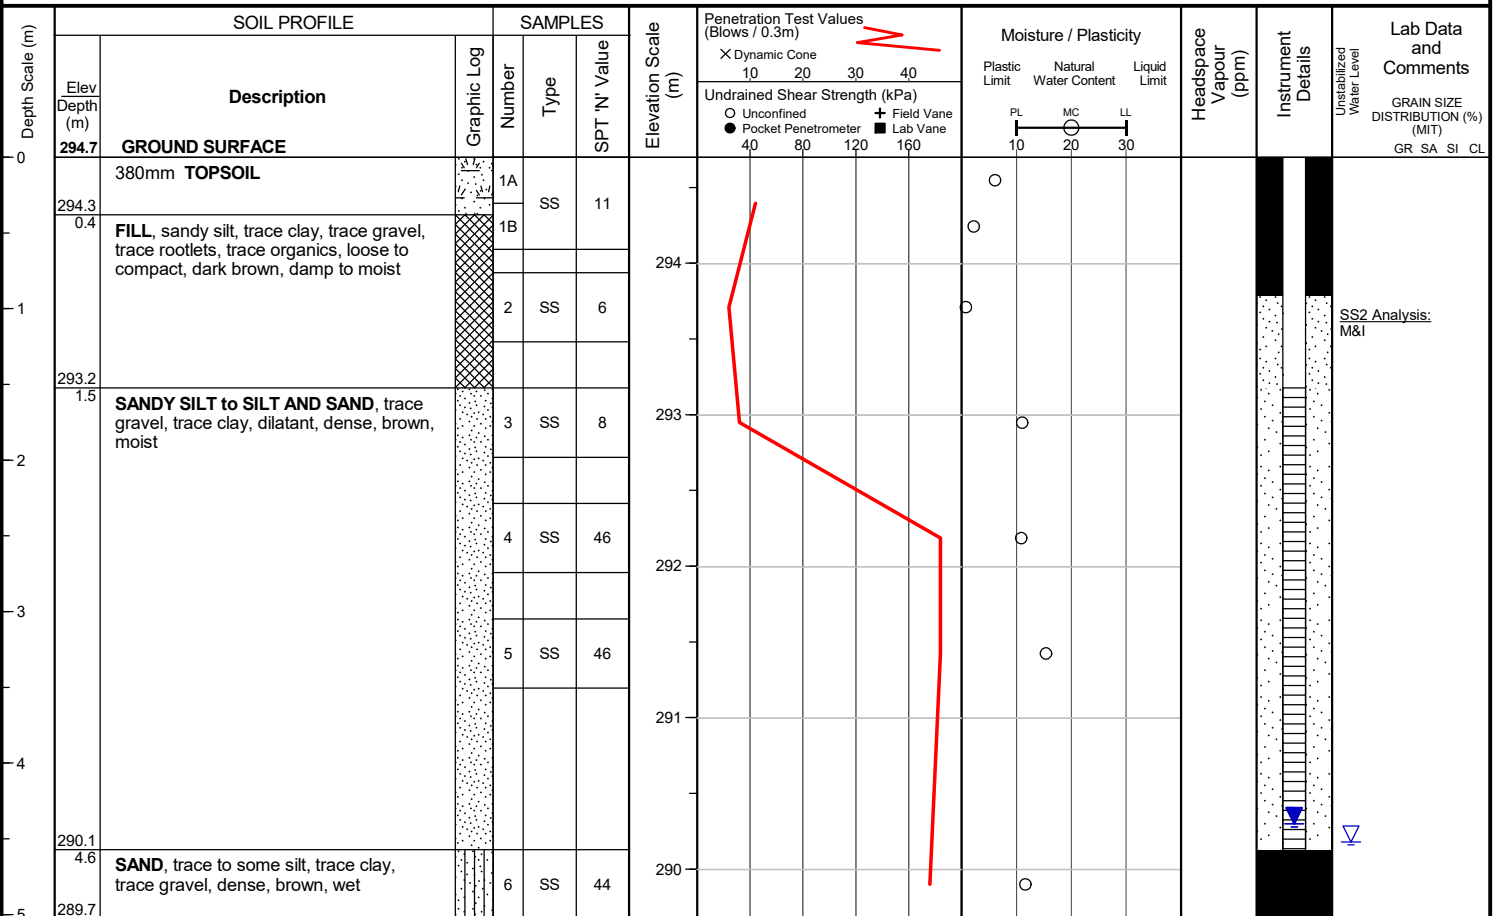 Depth Scale (m)
SOIL PROFILE
Elev
Depth
(m)
294.7
Description
GROUND SURFACE
Graphic Log
SAMPLES
Number
Type
SPT 'N' Value
Elevation Scale
(m)
Penetration Test Values
(Blows / 0.3m)
Dynamic Cone
10 20 30 40
Undrained Shear Strength (kPa)
Unconfined
Field Vane
Pocket Penetrometer
Lab Vane
40 80 120 160
Moisture / Plasticity
Plastic
Limit
Natural
Water Content
Liquid
Limit
PL MC LL
10 20 30
Headspace
Vapour
(ppm)
Instrument
Details
Unstabilized
Water Level
Lab Data
and
Comments
GRAIN SIZE
DISTRIBUTION (%)
(MIT)
GR SA SI CL
0
1
2
3
4
5
380mm TOPSOIL
294.3
0.4
FILL, sandy silt, trace clay, trace gravel,
trace rootlets, trace organics, loose to
compact, dark brown, damp to moist
293.2
1.5
SANDY SILT to SILT AND SAND, trace
gravel, trace clay, dilatant, dense, brown,
moist
290.1
4.6
SAND, trace to some silt, trace clay,
trace gravel, dense, brown, wet
289.7
1A
SS 11
1B
2 SS 6
3 SS 8
4 SS 46
5 SS 46
6 SS 44
294
293
292
291
290
SS2 Analysis:
M&I